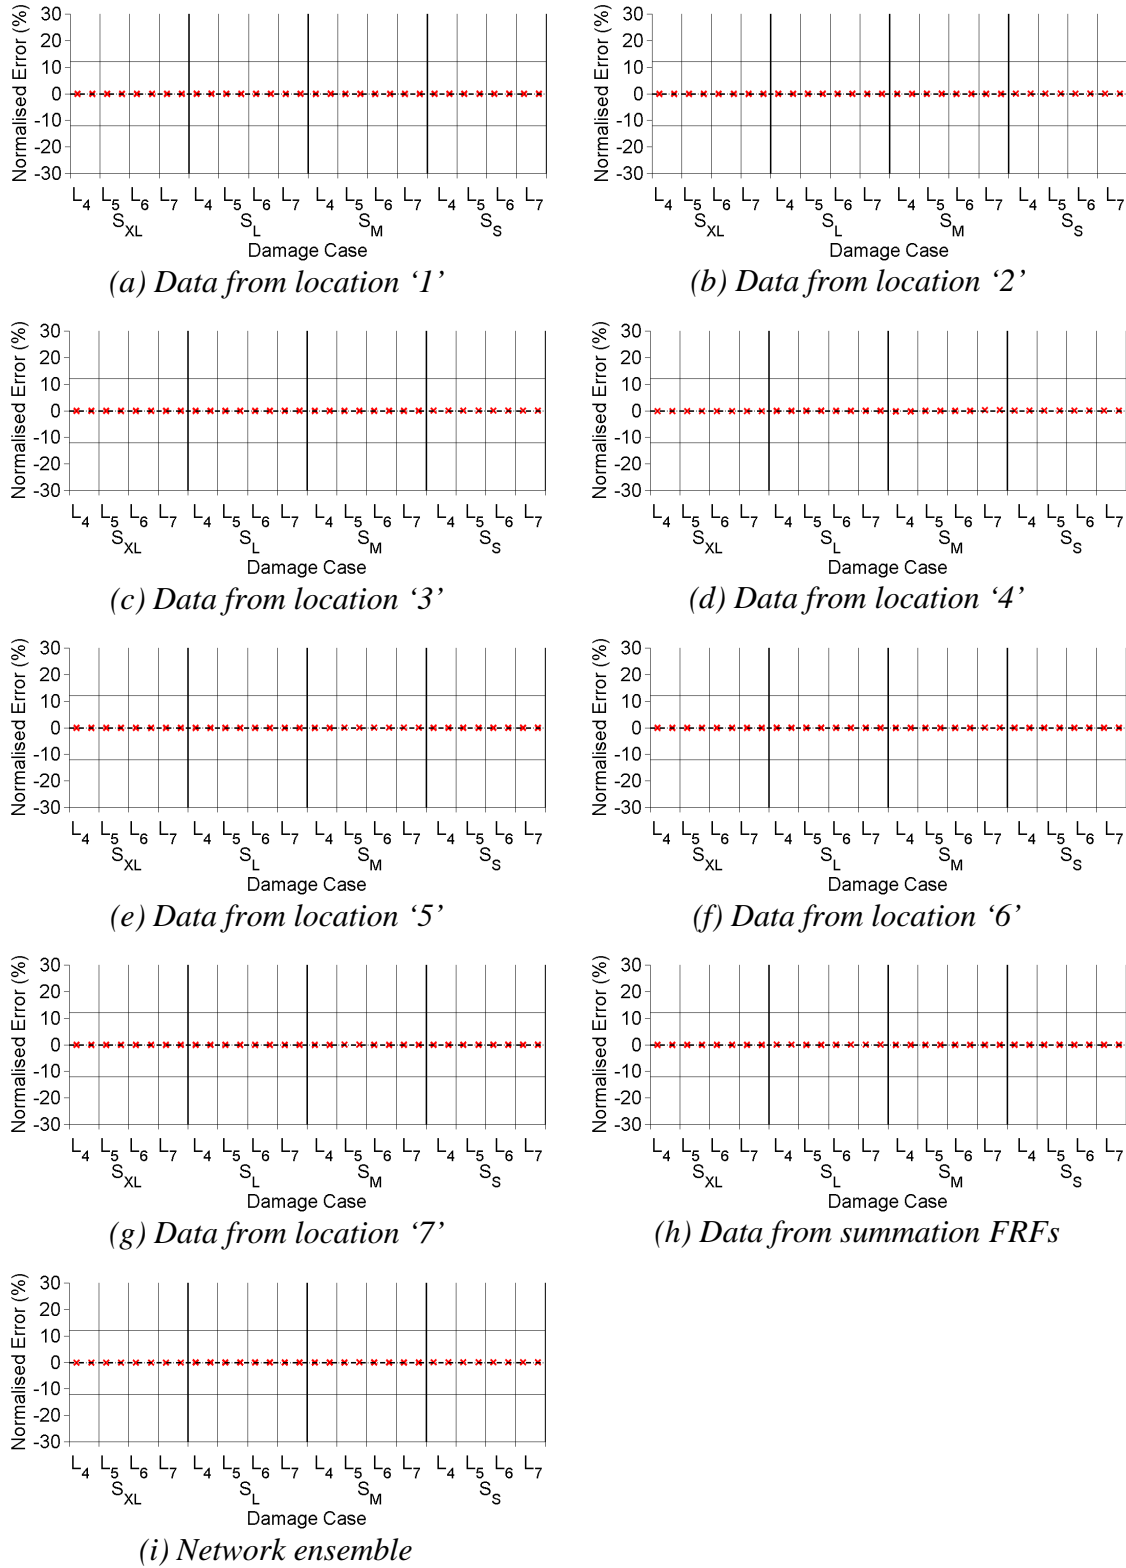 Normalised Error (%)
30
20
10
0
-10
-20
-30
L4 L5 L6 L7 L4 L5 L6 L7 L4 L5 L6 L7 L4 L5 L6 L7
SXL SL SM SS
Damage Case
(a) Data from location ‘1’
Normalised Error (%)
30
20
10
0
-10
-20
-30
L4 L5 L6 L7 L4 L5 L6 L7 L4 L5 L6 L7 L4 L5 L6 L7
SXL SL SM SS
Damage Case
(b) Data from location ‘2’
Normalised Error (%)
30
20
10
0
-10
-20
-30
L4 L5 L6 L7 L4 L5 L6 L7 L4 L5 L6 L7 L4 L5 L6 L7
SXL SL SM SS
Damage Case
(c) Data from location ‘3’
Normalised Error (%)
30
20
10
0
-10
-20
-30
L4 L5 L6 L7 L4 L5 L6 L7 L4 L5 L6 L7 L4 L5 L6 L7
SXL SL SM SS
Damage Case
(d) Data from location ‘4’
Normalised Error (%)
30
20
10
0
-10
-20
-30
L4 L5 L6 L7 L4 L5 L6 L7 L4 L5 L6 L7 L4 L5 L6 L7
SXL SL SM SS
Damage Case
(e) Data from location ‘5’
Normalised Error (%)
30
20
10
0
-10
-20
-30
L4 L5 L6 L7 L4 L5 L6 L7 L4 L5 L6 L7 L4 L5 L6 L7
SXL SL SM SS
Damage Case
(f) Data from location ‘6’
Normalised Error (%)
30
20
10
0
-10
-20
-30
L4 L5 L6 L7 L4 L5 L6 L7 L4 L5 L6 L7 L4 L5 L6 L7
SXL SL SM SS
Damage Case
(g) Data from location ‘7’
Normalised Error (%)
30
20
10
0
-10
-20
-30
L4 L5 L6 L7 L4 L5 L6 L7 L4 L5 L6 L7 L4 L5 L6 L7
SXL SL SM SS
Damage Case
(h) Data from summation FRFs
Normalised Error (%)
30
20
10
0
-10
-20
-30
L4 L5 L6 L7 L4 L5 L6 L7 L4 L5 L6 L7 L4 L5 L6 L7
SXL SL SM SS
Damage Case
(i) Network ensemble